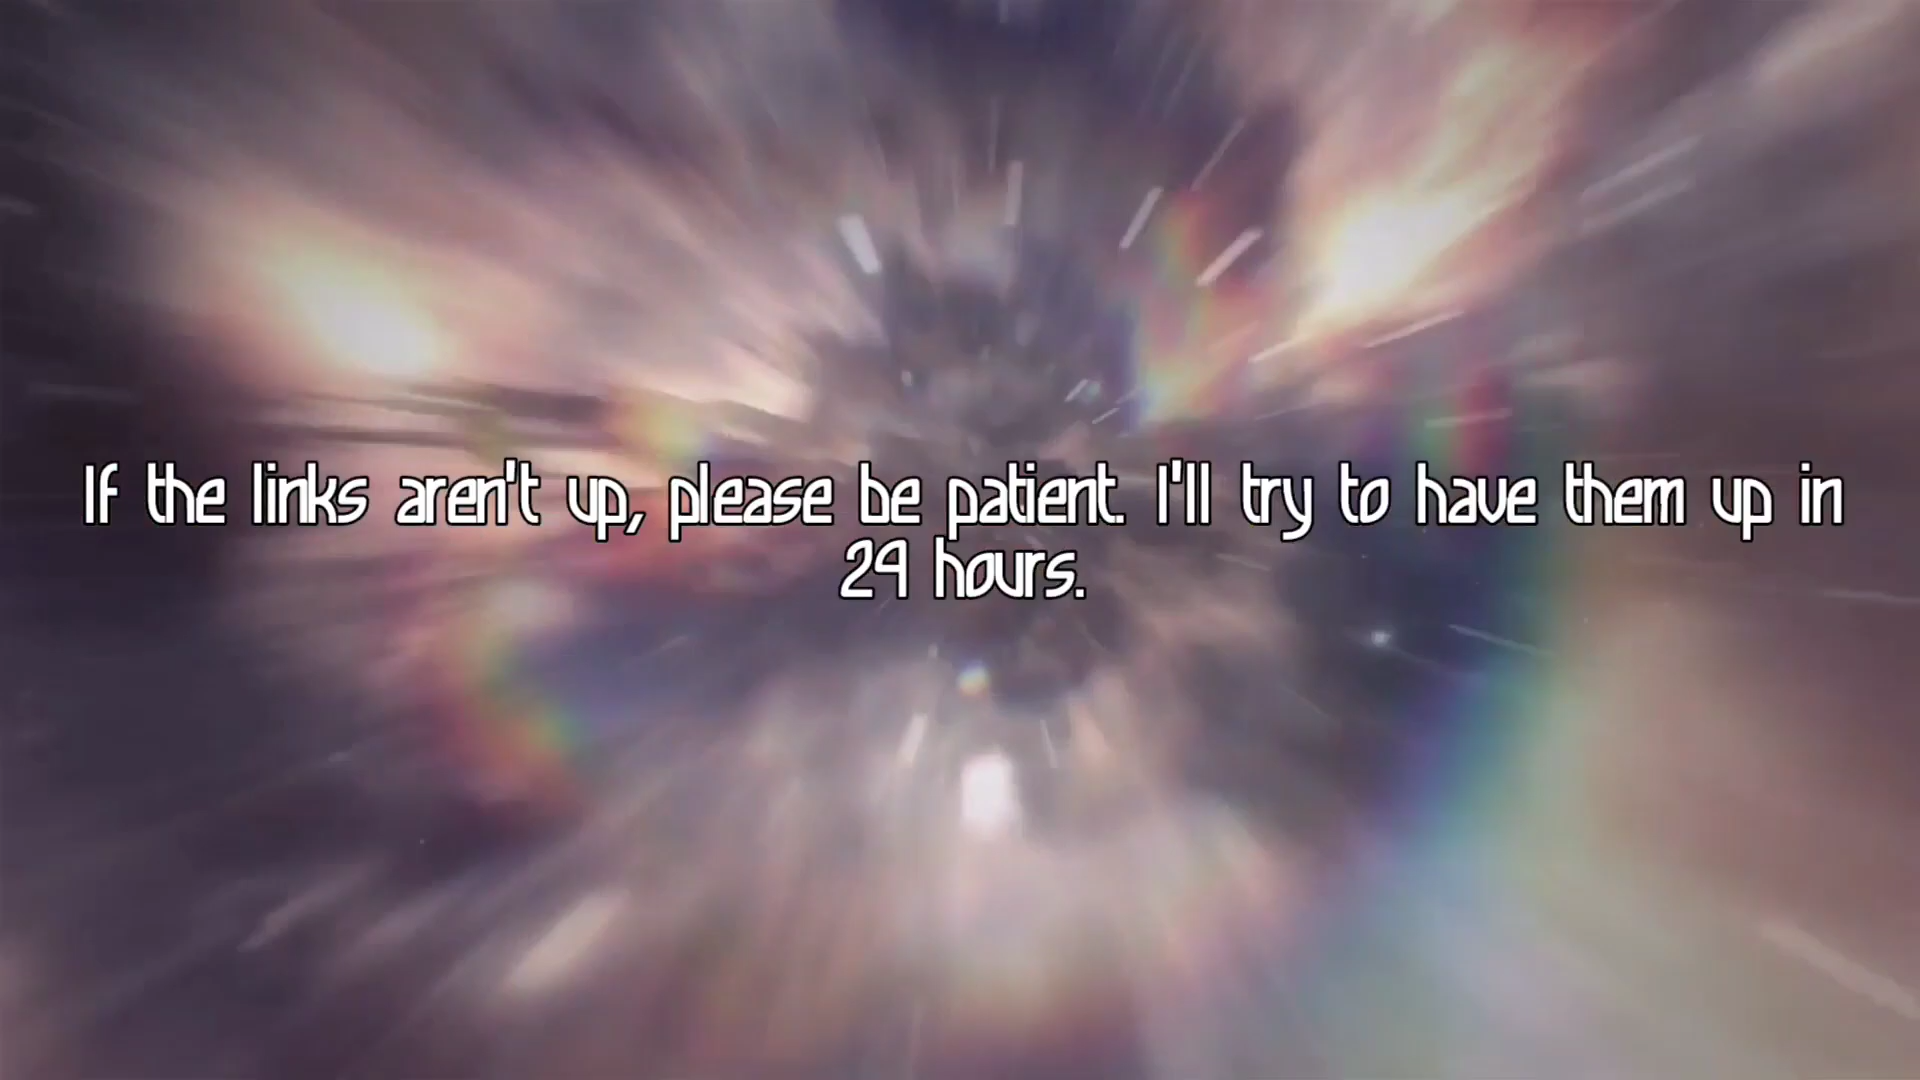 If the links aren't up, please be patient. I'll try to have them up in
24 hours.